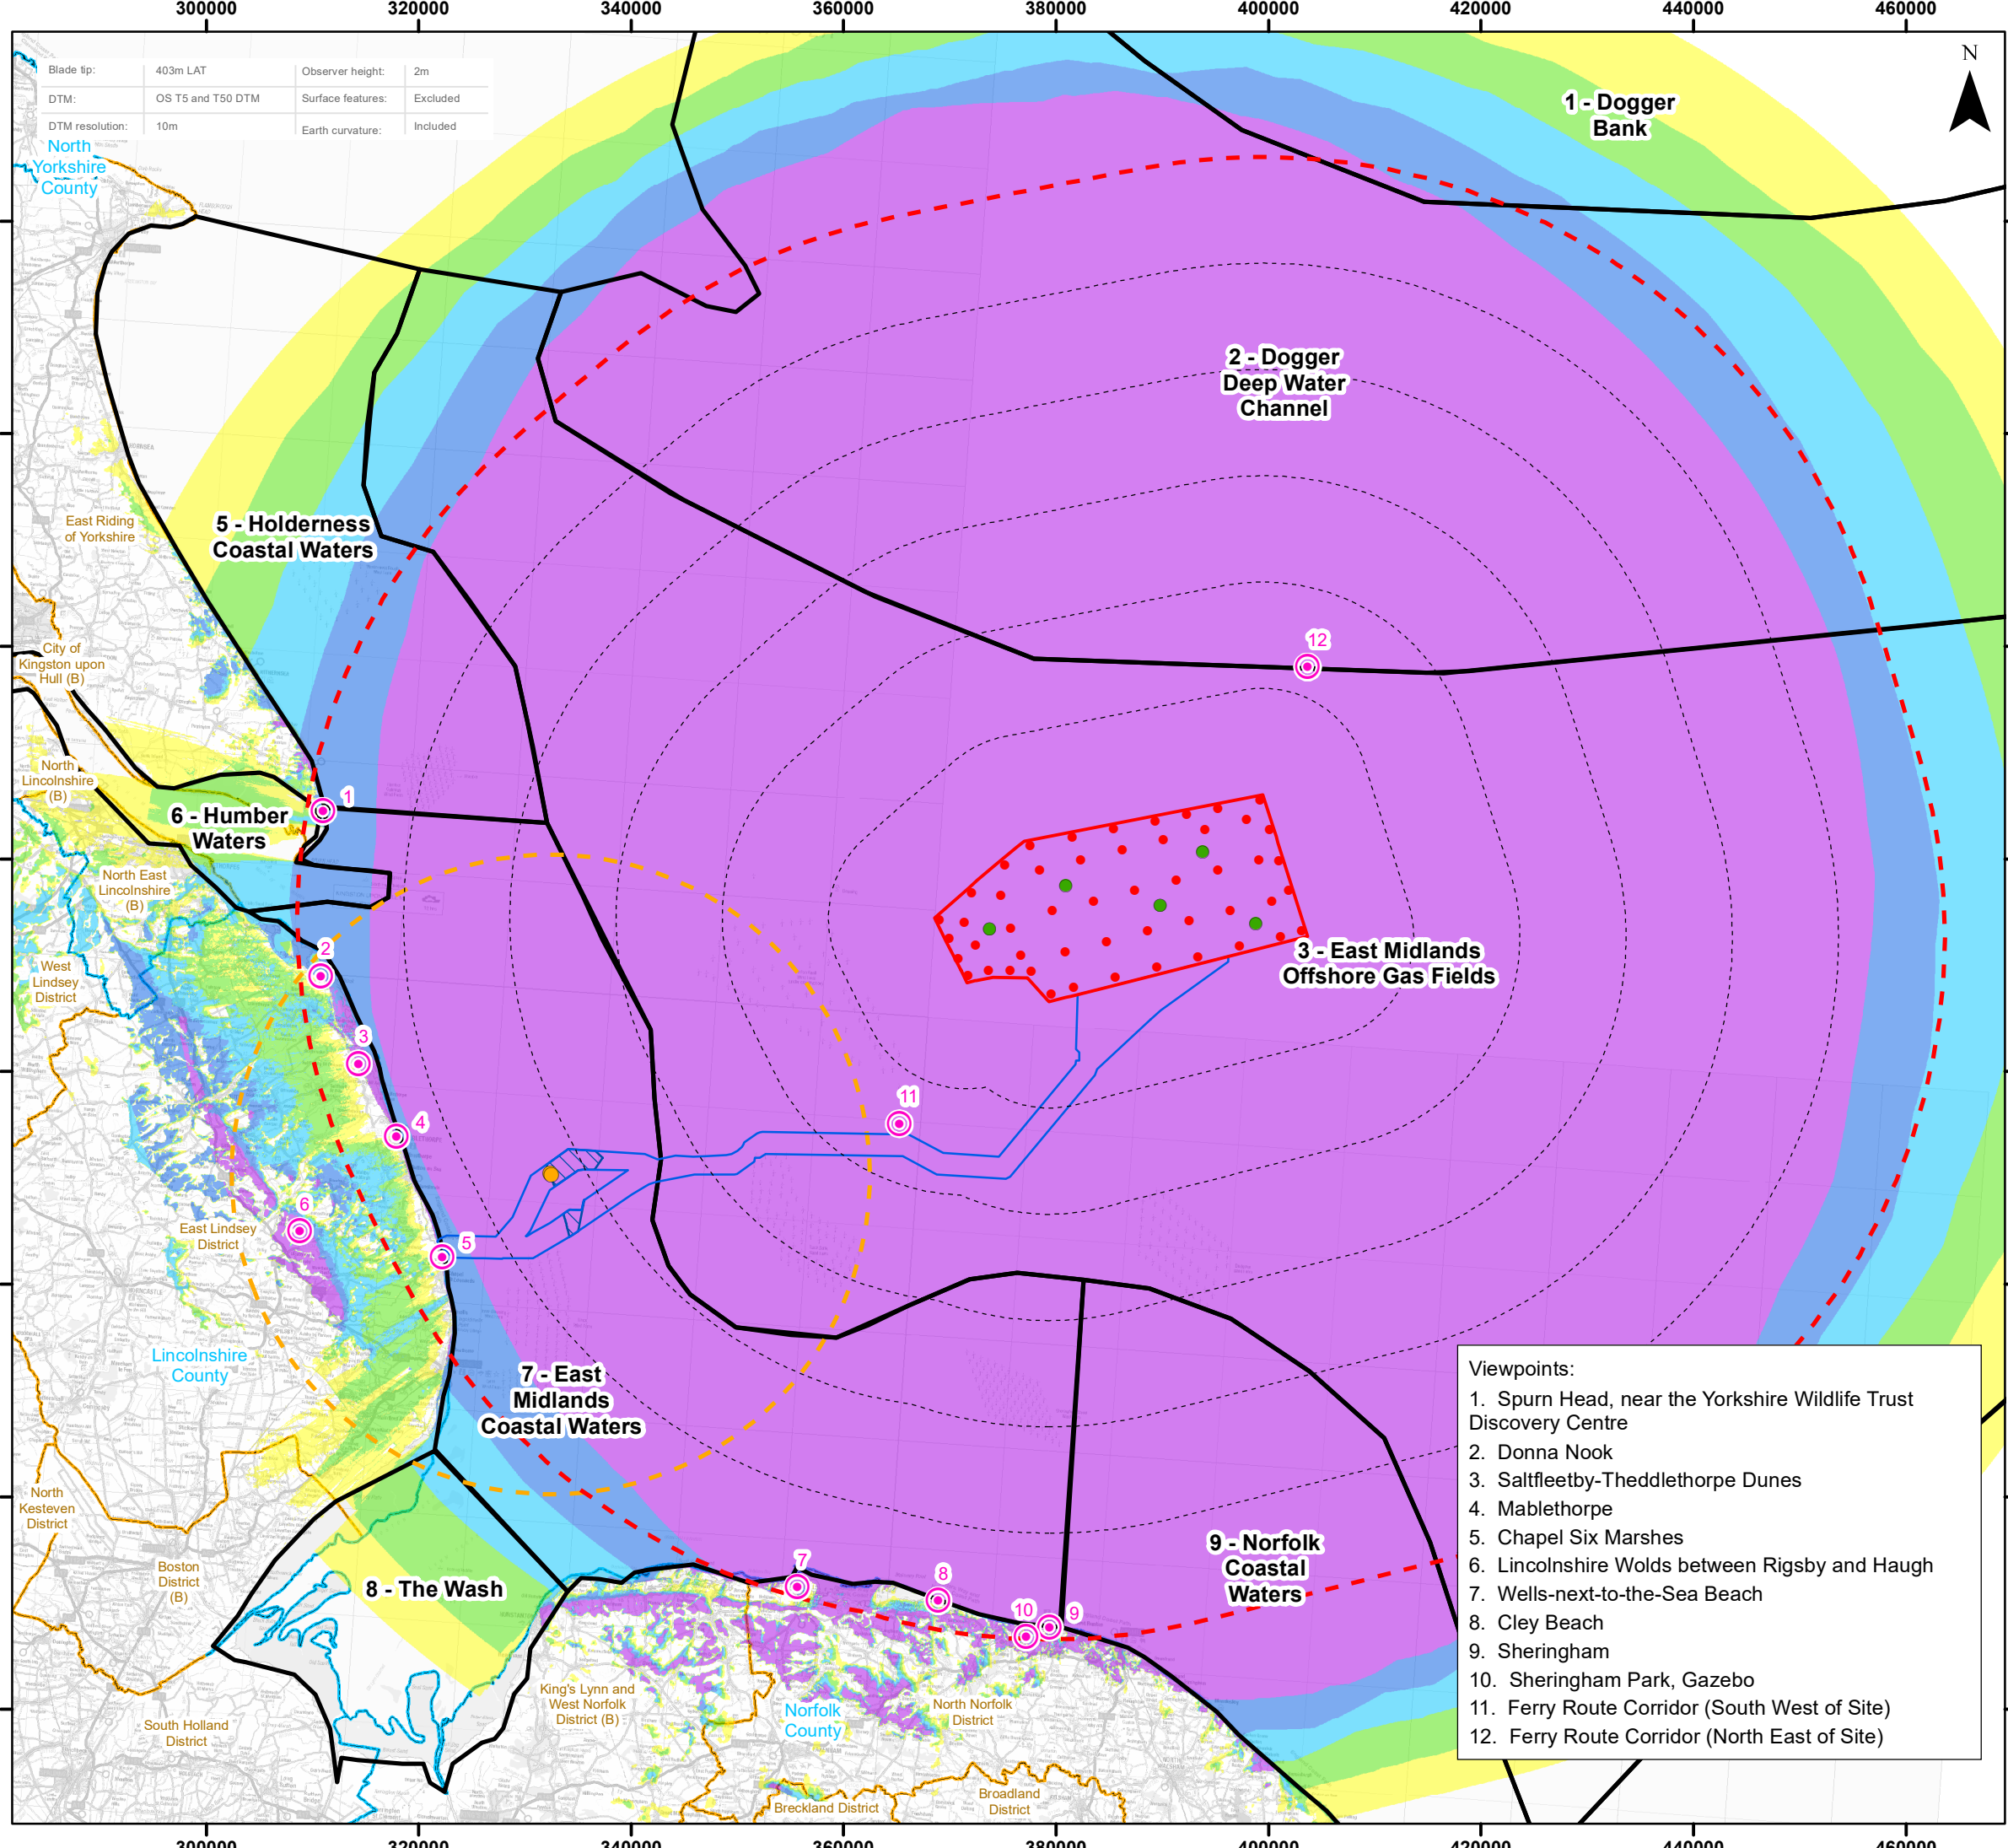 300000 320000 340000 360000 380000 400000 420000 440000 460000
Blade tip: 403m LAT Observer height: 2m
DTM: OS T5 and T50 DTM Surface features: Excluded
DTM resolution: 10m Earth curvature: Included
N
1 - Dogger
Bank
North
Yorkshire
County
2 - Dogger
Deep Water
Channel
East Riding
of Yorkshire
5 - Holderness
Coastal Waters
City of
Kingston upon
Hull (B)
12
North
Lincolnshire
(B)
1
6 - Humber
Waters
North East
Lincolnshire
(B)
2
3 - East Midlands
Offshore Gas Fields
West
Lindsey
District
3
4
11
6
East Lindsey
District
5
Lincolnshire
County
7 - East
Midlands
Coastal Waters
North
Kesteven
District
Boston
District
(B)
8 - The Wash
7
8
9 - Norfolk
Coastal
Waters
10
9
King's Lynn and
West Norfolk
District (B)
Norfolk
County
North Norfolk
District
South Holland
District
Breckland District
Broadland
District
Viewpoints:
1. Spurn Head, near the Yorkshire Wildlife Trust
Discovery Centre
2. Donna Nook
3. Saltfleetby-Theddlethorpe Dunes
4. Mablethorpe
5. Chapel Six Marshes
6. Lincolnshire Wolds between Rigsby and Haugh
7. Wells-next-to-the-Sea Beach
8. Cley Beach
9. Sheringham
10. Sheringham Park, Gazebo
11. Ferry Route Corridor (South West of Site)
12. Ferry Route Corridor (North East of Site)
300000 320000 340000 360000 380000 400000 420000 440000 460000